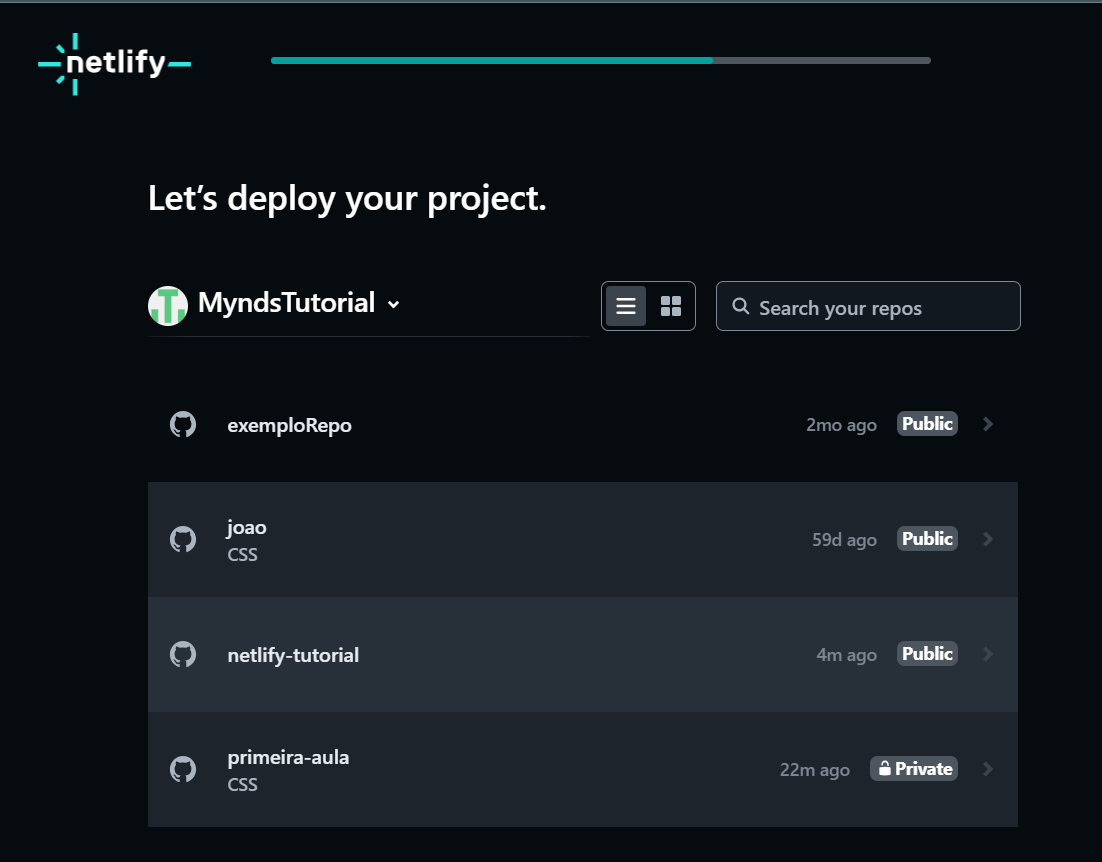 netlify
Let’s deploy your project.
MyndsTutorial
Search your repos
exemploRepo 2mo ago Public
joao
CSS
59d ago Public
netlify-tutorial 4m ago Public
primeira-aula
CSS
22m ago Private